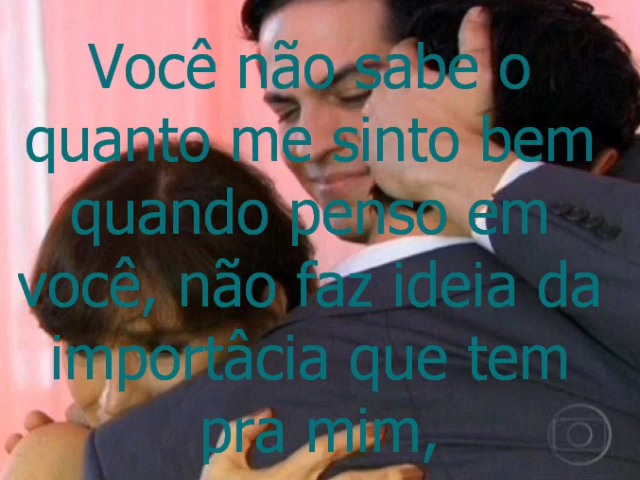 Você não sabe o
quanto me sinto bem
quando penso em
você, não faz ideia da
importâcia que tem
pra mim,